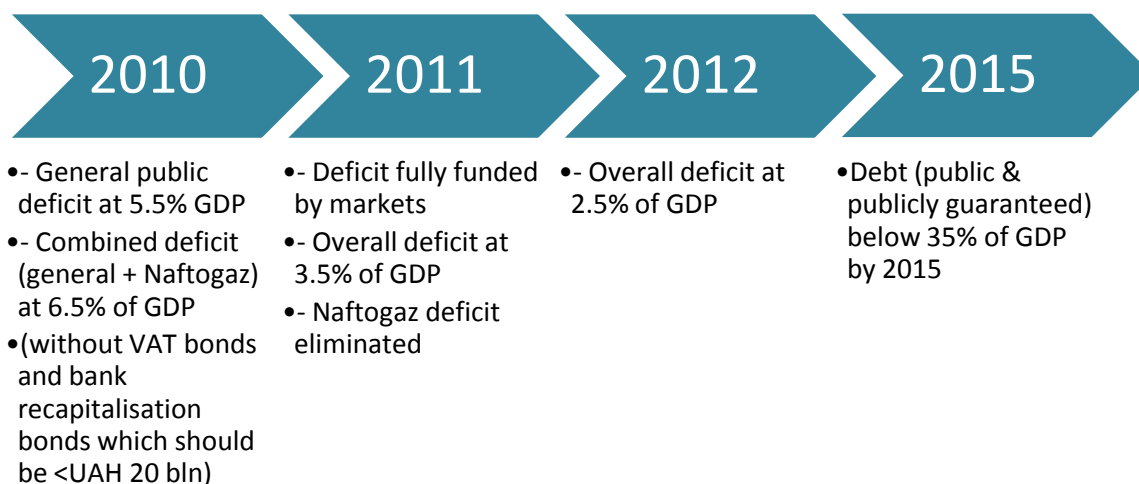 2010
2011
2012
2015
•- General public
deficit at 5.5% GDP
•- Combined deficit
(general + Naftogaz)
at 6.5% of GDP
•(without VAT bonds
and bank
recapitalisation
bonds which should
be <UAH 20 bln)
•- Deficit fully funded
by markets
•- Overall deficit at
3.5% of GDP
•- Naftogaz deficit
eliminated
•- Overall deficit at
2.5% of GDP
•Debt (public &
publicly guaranteed)
below 35% of GDP
by 2015